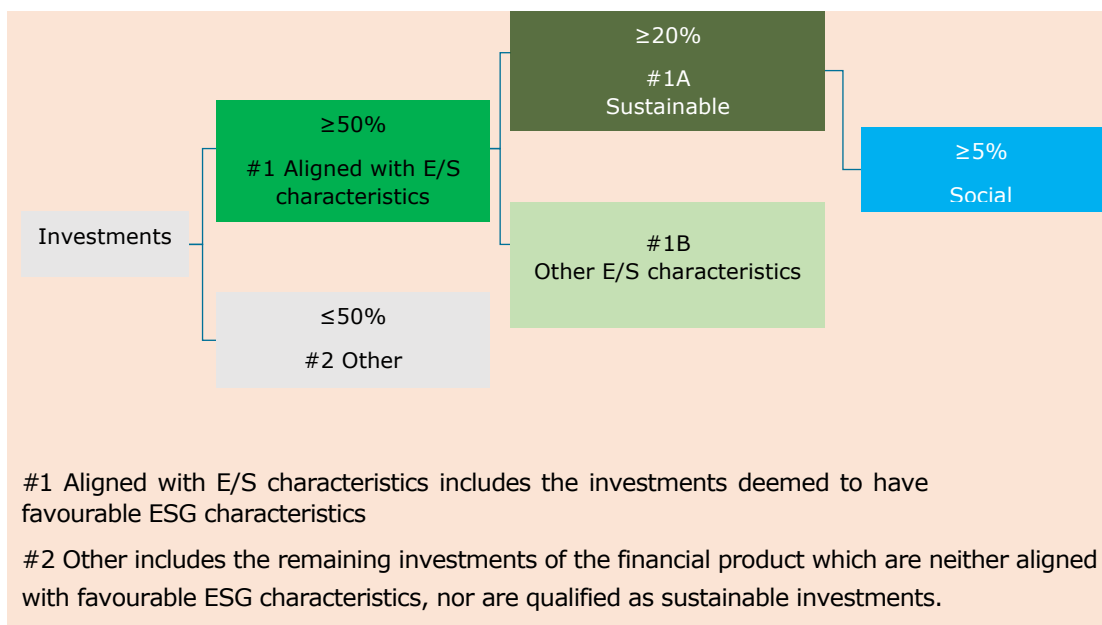 Investments
≥50%
#1 Aligned with E/S
characteristics
≤50%
#2 Other
≥20%
#1A
Sustainable
#1B
Other E/S characteristics
≥5%
Social
#1 Aligned with E/S characteristics includes the investments deemed to have
favourable ESG characteristics
#2 Other includes the remaining investments of the financial product which are neither aligned
with favourable ESG characteristics, nor are qualified as sustainable investments.